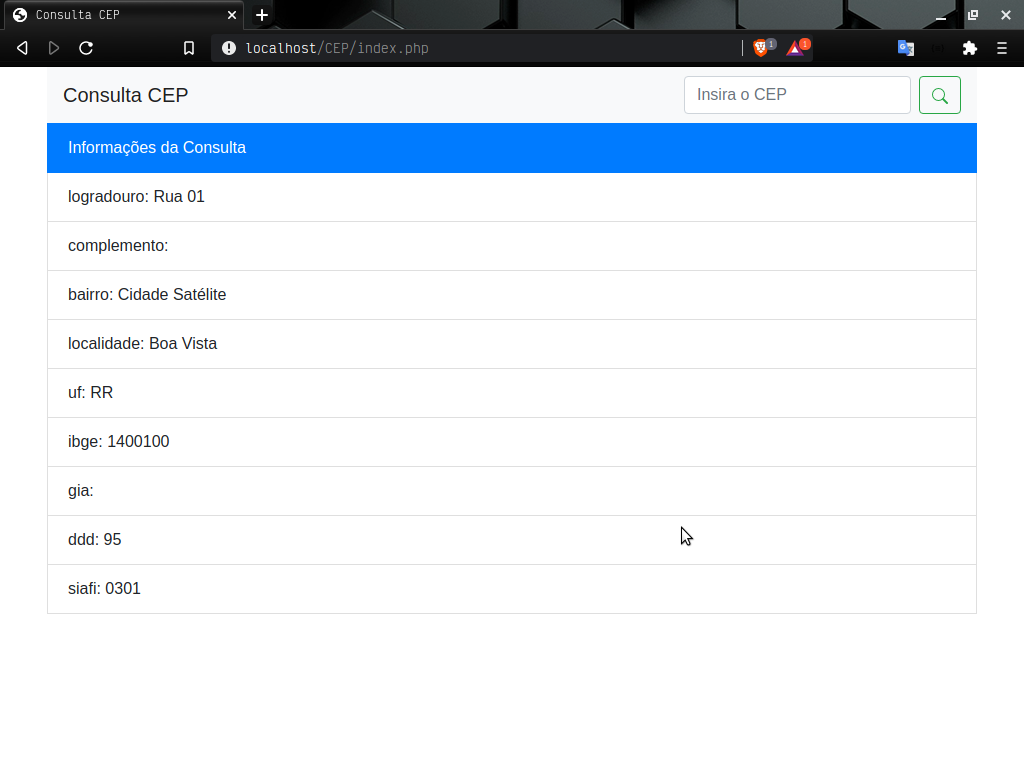 Consulta CEP
localhost/CEP/index.php
1
1
Consulta CEP
Insira o CEP
Informações da Consulta
logradouro: Rua 01
complemento:
bairro: Cidade Satélite
localidade: Boa Vista
uf: RR
ibge: 1400100
gia:
ddd: 95
siafi: 0301